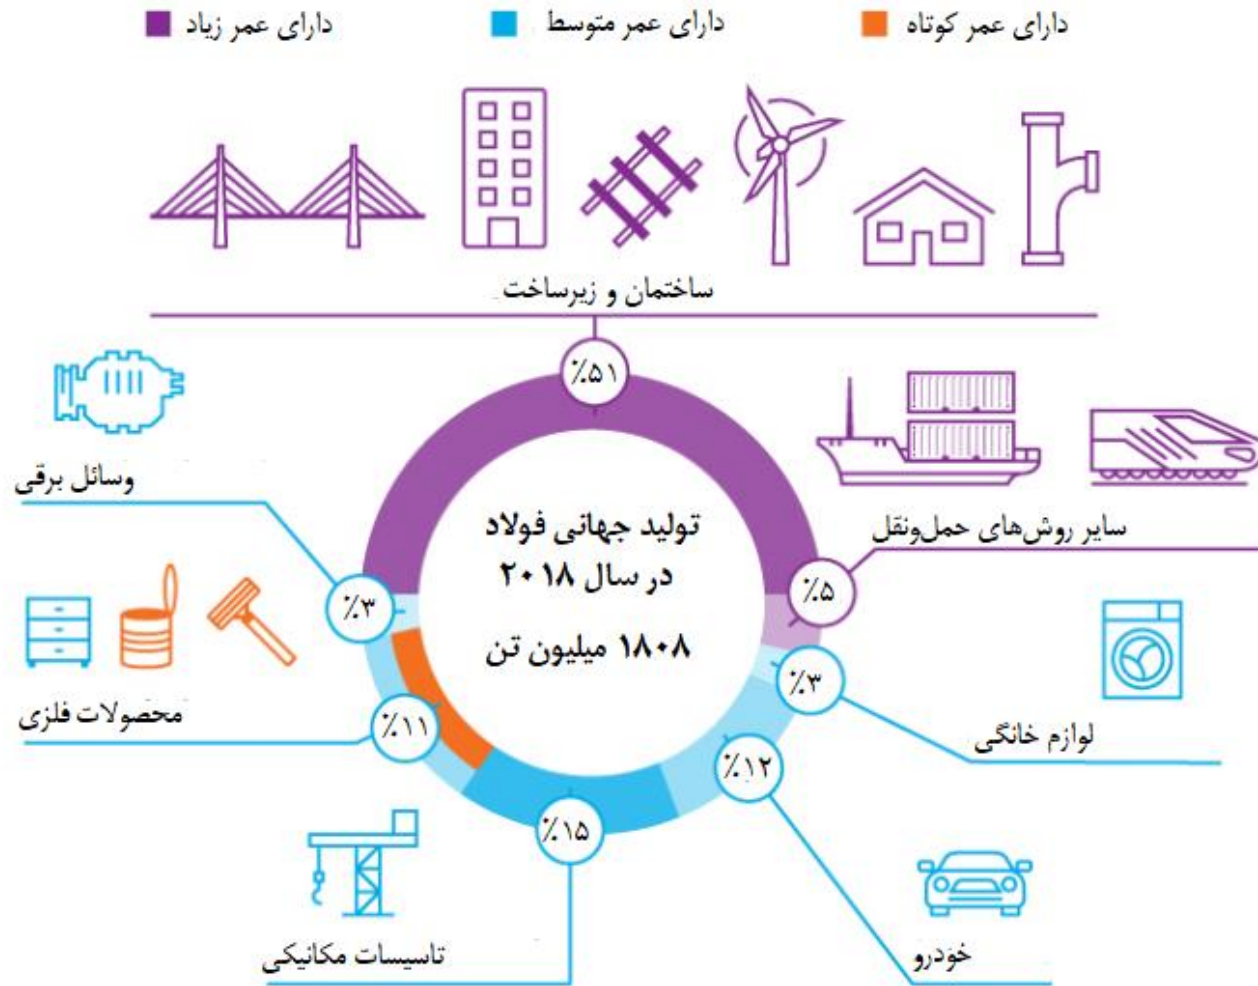 دارای عمر کوتاه
دارای عمر متوسط
دارای عمر زیاد
ساختمان و زیرساخت
٪۵۱
وسائل برقی
سایر روش‌های حمل‌ونقل
تولید جهانی فولاد
در سال ۲۰۱۸
۱۸۰۸ میلیون تن
٪۵
٪۳
محصولات فلزی
٪۳
لوازم خانگی
٪۱۱
٪۱۲
٪۱۵
تاسیسات مکانیکی
خودرو